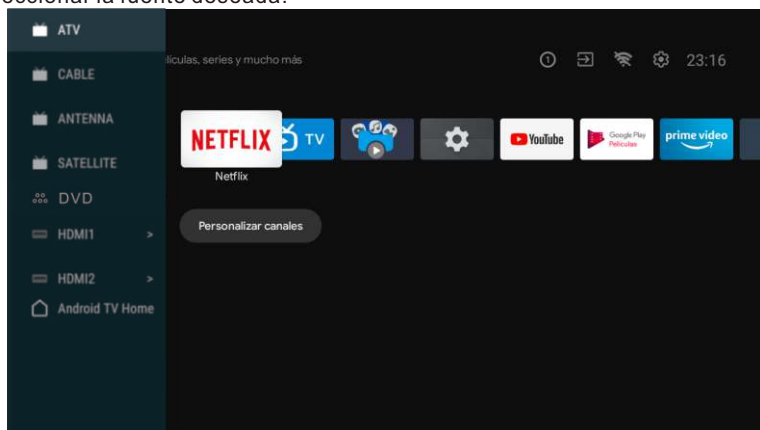 ATV
ículas, series y mucho más
23:16
CABLE
ANTENNA
NETFLIX
TV
YouTube
Google Play
Películas
prime video
SATELLITE
Netflix
DVD
Personalizar canales
HDMI1 >
HDMI2 >
Android TV Home